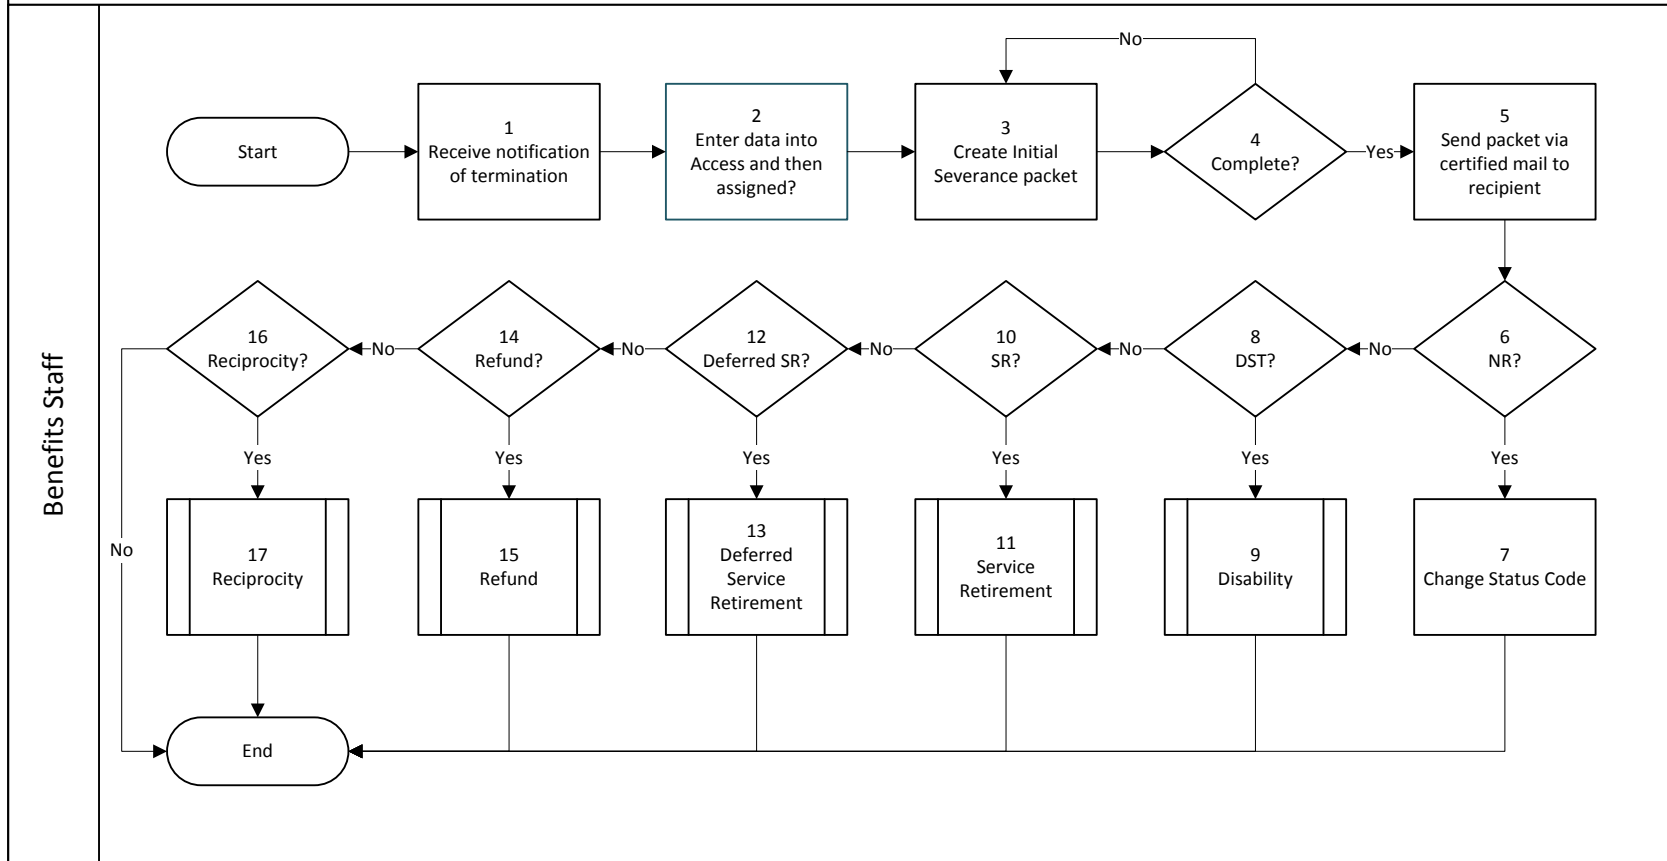 Benefits Staff
No
Start
1
Receive notification
of termination
2
Enter data into
Access and then
assigned?
3
Create Initial
Severance packet
4
Complete?
Yes
5
Send packet via
certified mail to
recipient
16
Reciprocity?
No
14
Refund?
No
12
Deferred SR?
No
10
SR?
No
8
DST?
No
6
NR?
Yes
Yes
Yes
Yes
Yes
Yes
No
17
Reciprocity
15
Refund
13
Deferred
Service
Retirement
11
Service
Retirement
9
Disability
7
Change Status Code
End